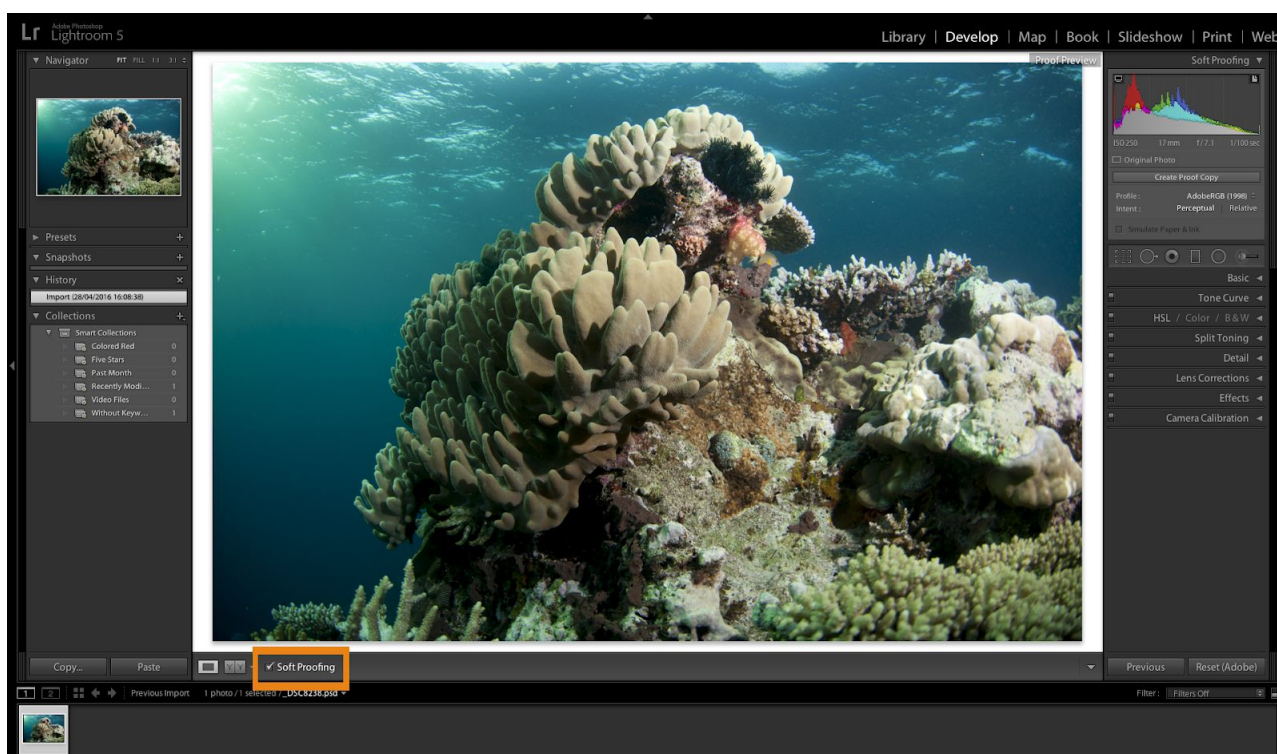 Lr Adobe Photoshop
Lightroom 5
Library | Develop | Map | Book | Slideshow | Print | Web
Navigator FIT FILL 1:1 3:1
Proof Preview
Soft Proofing
ISO 250 17 mm f/7.1 1/100 sec
Original Photo
Create Proof Copy
Profile: AdobeRGB (1998)
Intent: Perceptual Relative
Simulate Paper & Ink
Presets +
Snapshots +
History ×
Import (28/04/2016 16:08:38)
Collections +
Smart Collections
Colored Red 0
Five Stars 0
Past Month 0
Recently Modi... 1
Video Files 0
Without Keyw... 1
Basic
Tone Curve
HSL / Color / B & W
Split Toning
Detail
Lens Corrections
Effects
Camera Calibration
Copy... Paste
Y Y
Soft Proofing
Previous Reset (Adobe)
1 2 Previous Import 1 photo / 1 selected / _DSC8238.psd
Filter: Filters Off